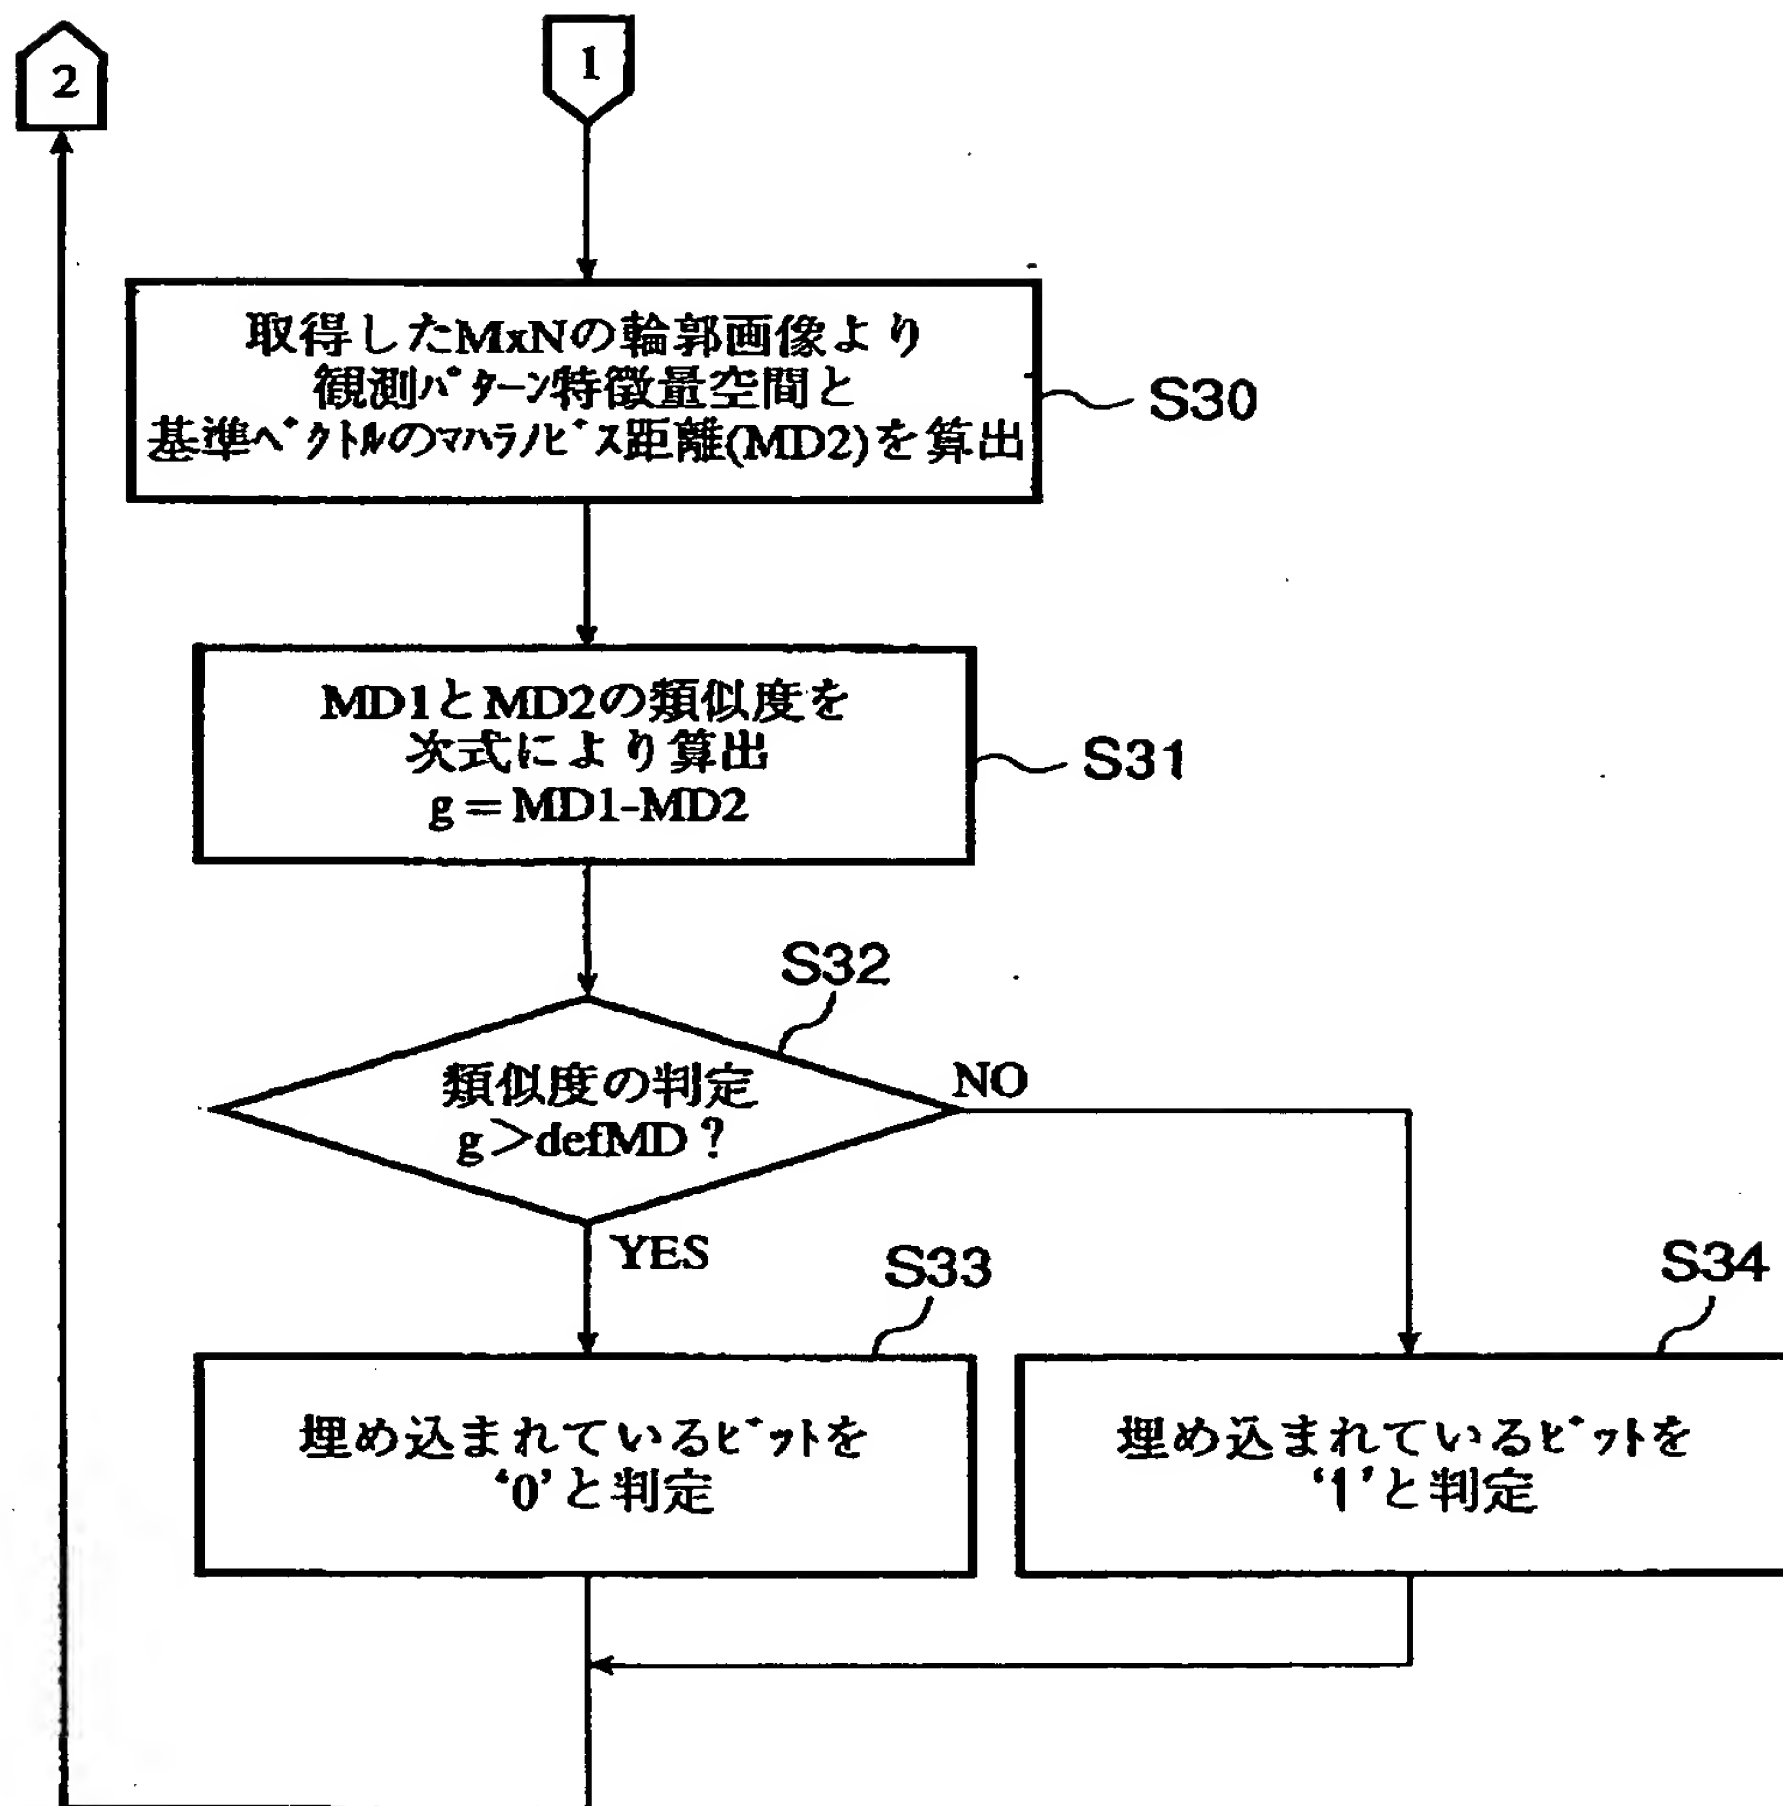 2
1
取得したMxNの輪郭画像より
観測ﾊﾟﾀｰﾝ特徴量空間と
基準ﾍﾞｸﾄﾙのﾏﾊﾗﾉﾋﾞｽ距離(MD2)を算出
S30
MD1とMD2の類似度を
次式により算出
g=MD1-MD2
S31
S32
類似度の判定
g>defMD?
NO
YES
S33
S34
埋め込まれているﾋﾞｯﾄを
‘0’と判定
埋め込まれているﾋﾞｯﾄを
‘1’と判定